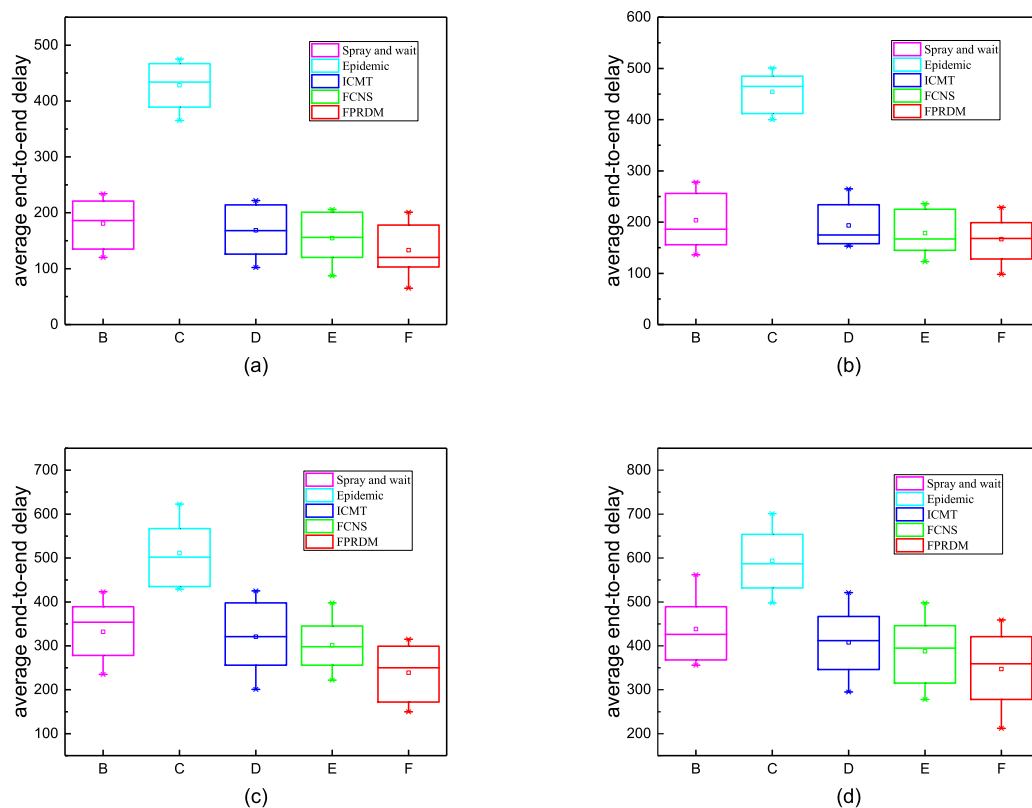 average end-to-end delay
500
400
300
200
100
0
Spray and wait
Epidemic
ICMT
FCNS
FPRDM
B C D E F
(a)
average end-to-end delay
600
500
400
300
200
100
0
Spray and wait
Epidemic
ICMT
FCNS
FPRDM
B C D E F
(b)
average end-to-end delay
700
600
500
400
300
200
100
Spray and wait
Epidemic
ICMT
FCNS
FPRDM
B C D E F
(c)
average end-to-end delay
800
700
600
500
400
300
200
Spray and wait
Epidemic
ICMT
FCNS
FPRDM
B C D E F
(d)